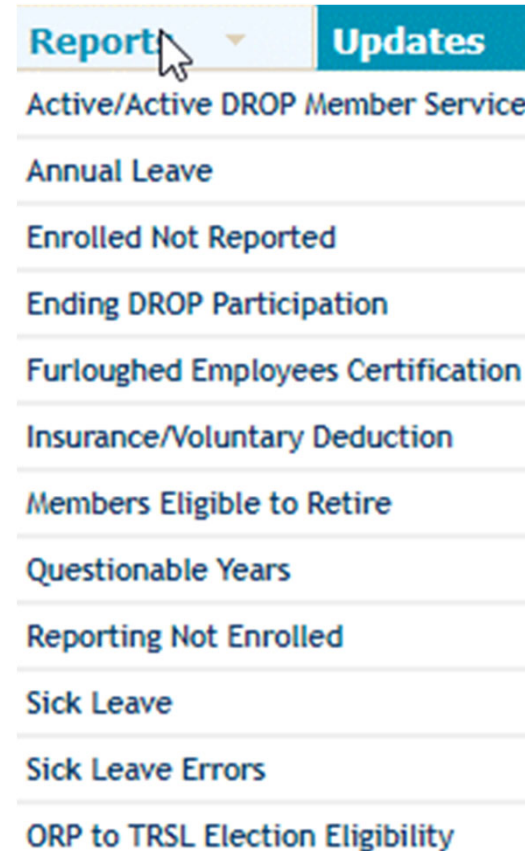 Reports Updates
Active/Active DROP Member Service
Annual Leave
Enrolled Not Reported
Ending DROP Participation
Furloughed Employees Certification
Insurance/Voluntary Deduction
Members Eligible to Retire
Questionable Years
Reporting Not Enrolled
Sick Leave
Sick Leave Errors
ORP to TRSL Election Eligibility